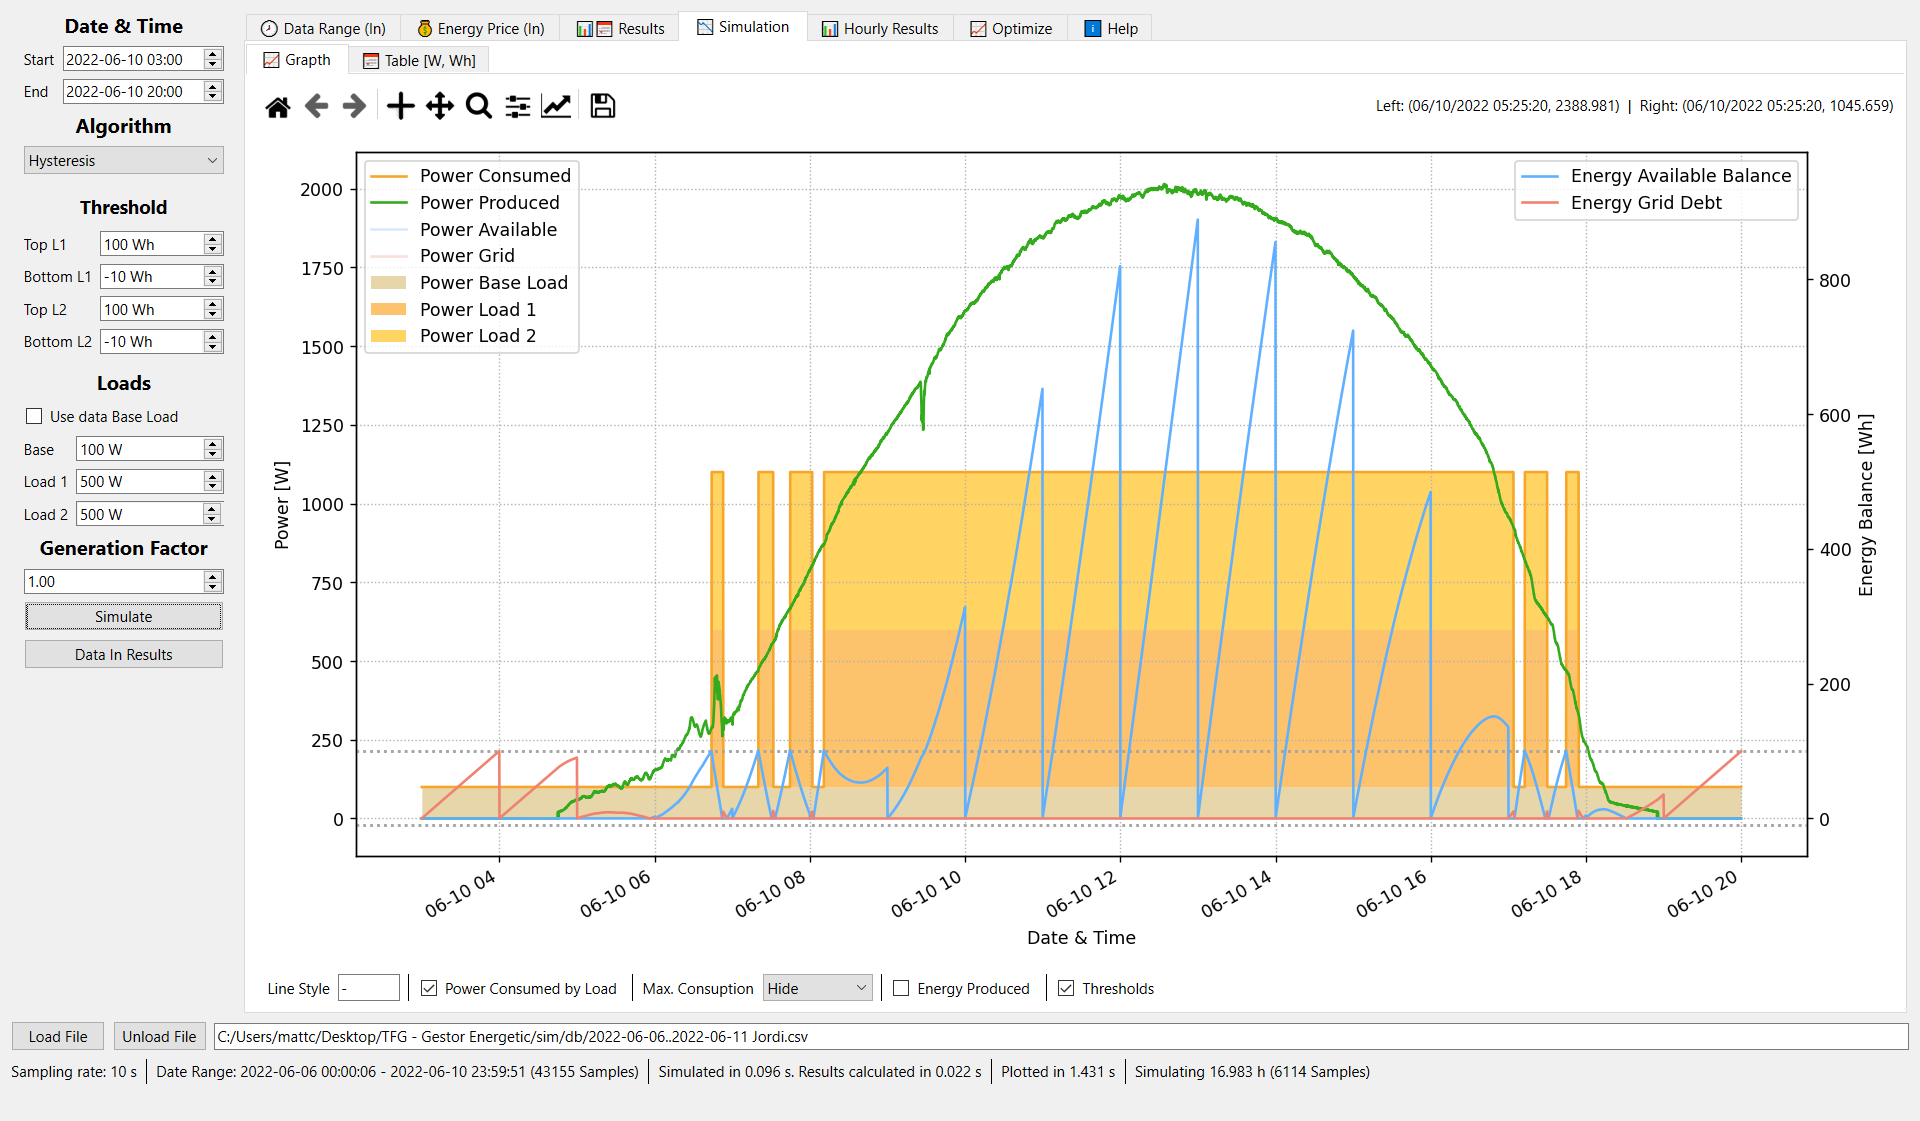 Date & Time
Start 2022-06-10 03:00
End 2022-06-10 20:00
Algorithm
Hysteresis
Threshold
Top L1 100 Wh
Bottom L1 -10 Wh
Top L2 100 Wh
Bottom L2 -10 Wh
Loads
Use data Base Load
Base 100 W
Load 1 500 W
Load 2 500 W
Generation Factor
1.00
Simulate
Data In Results
Data Range (In) Energy Price (In) Results Simulation Hourly Results Optimize Help
Graph Table [W, Wh]
Left: (06/10/2022 05:25:20, 2388.981) | Right: (06/10/2022 05:25:20, 1045.659)
Power Consumed
Power Produced
Power Available
Power Grid
Power Base Load
Power Load 1
Power Load 2
Energy Available Balance
Energy Grid Debt
Power [W]
2000
1750
1500
1250
1000
750
500
250
0
800
600
400
200
0
Energy Balance [Wh]
06-10 04 06-10 06 06-10 08 06-10 10 06-10 12 06-10 14 06-10 16 06-10 18 06-10 20
Date & Time
Line Style - Power Consumed by Load Max. Consuption Hide Energy Produced Thresholds
Load File Unload File C:/Users/mattc/Desktop/TFG - Gestor Energetic/sim/db/2022-06-06..2022-06-11 Jordi.csv
Sampling rate: 10 s Date Range: 2022-06-06 00:00:06 - 2022-06-10 23:59:51 (43155 Samples) Simulated in 0.096 s. Results calculated in 0.022 s Plotted in 1.431 s Simulating 16.983 h (6114 Samples)